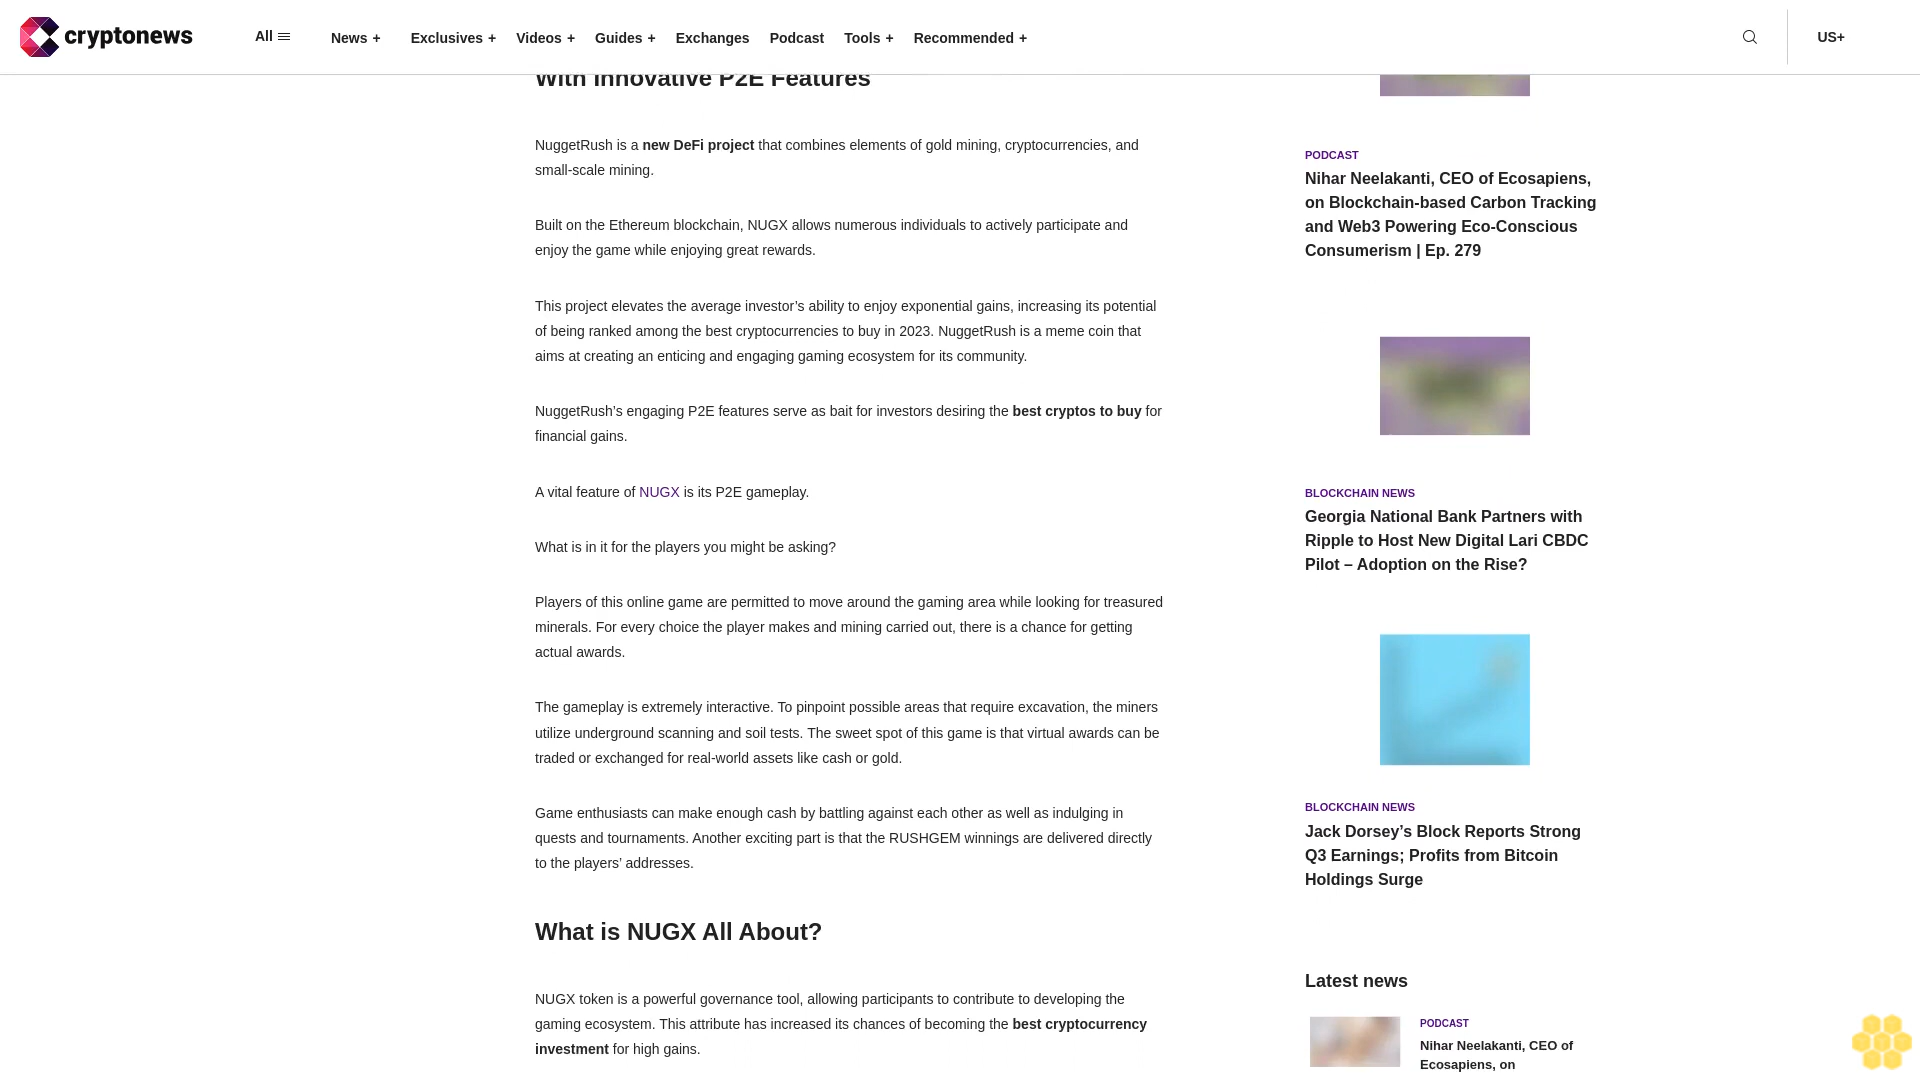 cryptonews
All
News +
Exclusives +
Videos +
Guides +
Exchanges
Podcast
Tools +
Recommended +
US+
With Innovative P2E Features
NuggetRush is a new DeFi project that combines elements of gold mining, cryptocurrencies, and
small-scale mining.
Built on the Ethereum blockchain, NUGX allows numerous individuals to actively participate and
enjoy the game while enjoying great rewards.
This project elevates the average investor’s ability to enjoy exponential gains, increasing its potential
of being ranked among the best cryptocurrencies to buy in 2023. NuggetRush is a meme coin that
aims at creating an enticing and engaging gaming ecosystem for its community.
NuggetRush’s engaging P2E features serve as bait for investors desiring the best cryptos to buy for
financial gains.
A vital feature of NUGX is its P2E gameplay.
What is in it for the players you might be asking?
Players of this online game are permitted to move around the gaming area while looking for treasured
minerals. For every choice the player makes and mining carried out, there is a chance for getting
actual awards.
The gameplay is extremely interactive. To pinpoint possible areas that require excavation, the miners
utilize underground scanning and soil tests. The sweet spot of this game is that virtual awards can be
traded or exchanged for real-world assets like cash or gold.
Game enthusiasts can make enough cash by battling against each other as well as indulging in
quests and tournaments. Another exciting part is that the RUSHGEM winnings are delivered directly
to the players’ addresses.
What is NUGX All About?
NUGX token is a powerful governance tool, allowing participants to contribute to developing the
gaming ecosystem. This attribute has increased its chances of becoming the best cryptocurrency
investment for high gains.
PODCAST
Nihar Neelakanti, CEO of Ecosapiens,
on Blockchain-based Carbon Tracking
and Web3 Powering Eco-Conscious
Consumerism | Ep. 279
BLOCKCHAIN NEWS
Georgia National Bank Partners with
Ripple to Host New Digital Lari CBDC
Pilot – Adoption on the Rise?
BLOCKCHAIN NEWS
Jack Dorsey’s Block Reports Strong
Q3 Earnings; Profits from Bitcoin
Holdings Surge
Latest news
PODCAST
Nihar Neelakanti, CEO of
Ecosapiens, on